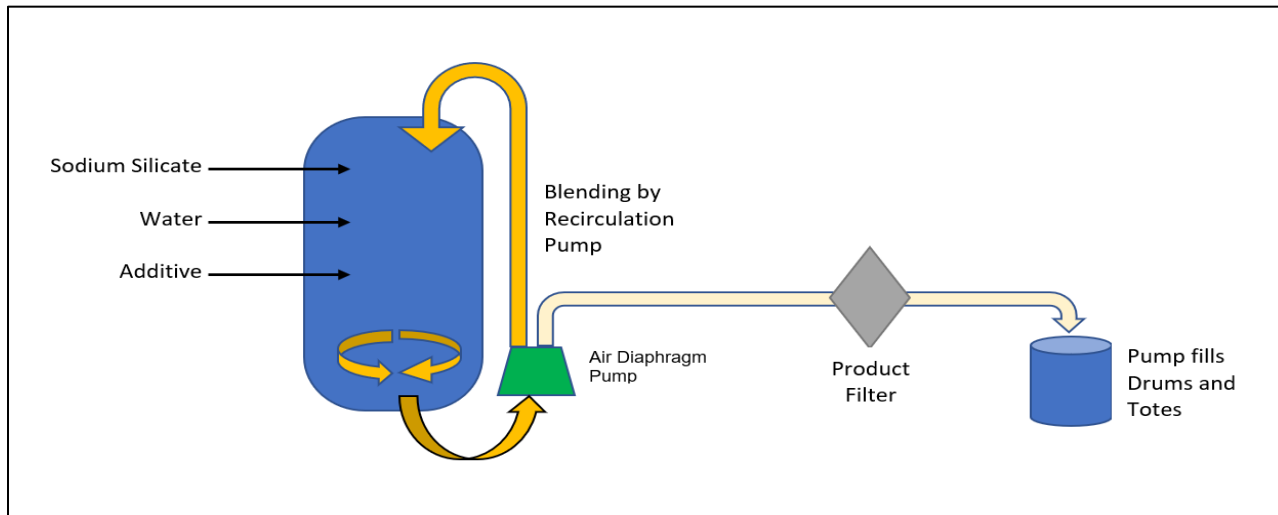 Sodium Silicate
Water
Additive
Blending by
Recirculation
Pump
Air Diaphragm
Pump
Product
Filter
Pump fills
Drums and
Totes